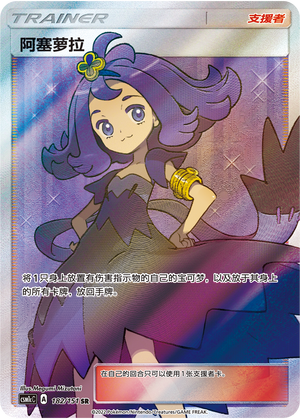 TRAINER 支援者
阿塞萝拉
将1只身上放置有伤害指示物的自己的宝可梦，以及放于其身上
的所有卡牌，放回手牌。
Illus. Megumi Mizutani
A 182/151 SR
在自己的回合只可以使用1张支援者卡。
©2022 Pokémon/Nintendo/Creatures/GAME FREAK.